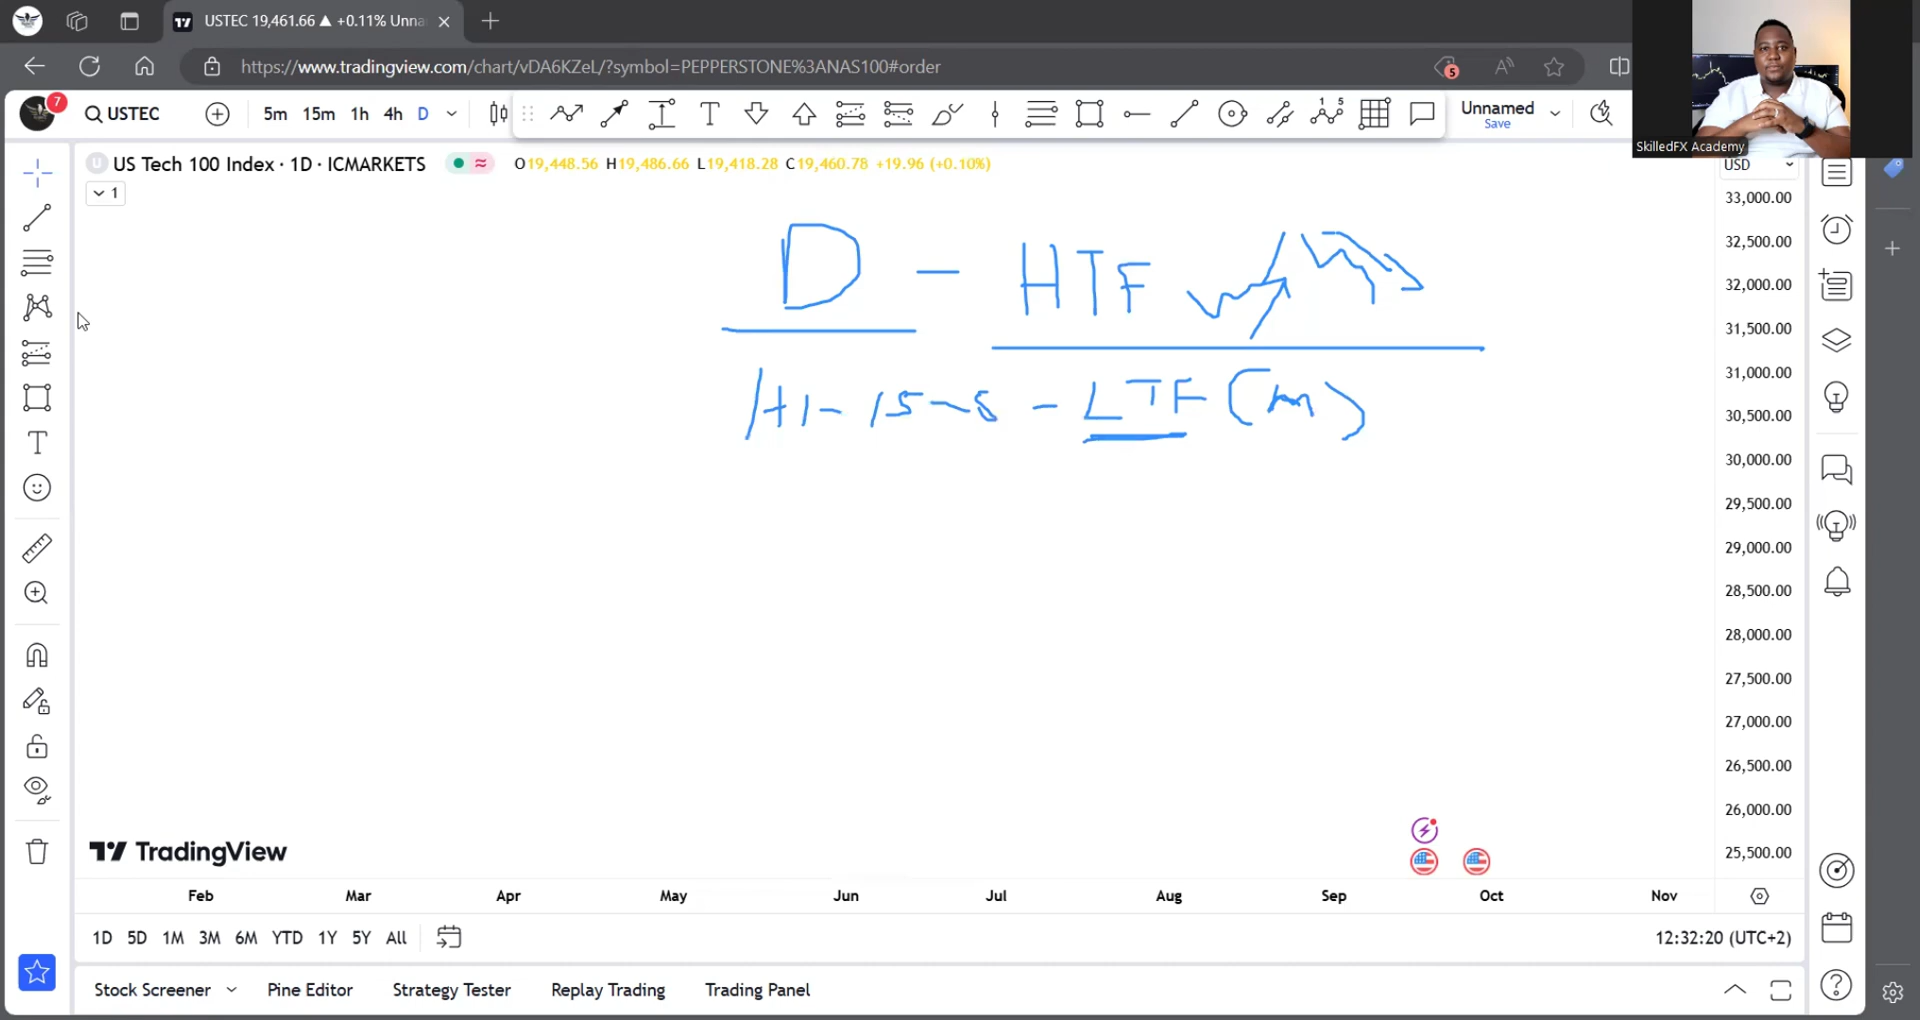 USTEC 19,461.66 ▲ +0.11% Unna
https://www.tradingview.com/chart/vDA6KZeL/?symbol=PEPPERSTONE%3ANAS100#order
5
SkilledFX Academy
7
USTEC 5m 15m 1h 4h D
1 5
Unnamed
Save
US Tech 100 Index · 1D · ICMARKETS O19,448.56 H19,486.66 L19,418.28 C19,460.78 +19.96 (+0.10%)
USD
1
D - HTF
H1 - 15 - 5 - LTF (m)
33,000.00
32,500.00
32,000.00
31,500.00
31,000.00
30,500.00
30,000.00
29,500.00
29,000.00
28,500.00
28,000.00
27,500.00
27,000.00
26,500.00
26,000.00
25,500.00
TradingView
Feb Mar Apr May Jun Jul Aug Sep Oct Nov
1D 5D 1M 3M 6M YTD 1Y 5Y All
12:32:20 (UTC+2)
Stock Screener Pine Editor Strategy Tester Replay Trading Trading Panel